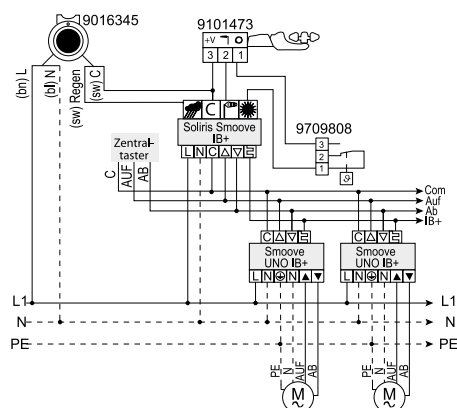 9016345
9101473
+V
3 2 1
(bn) L
(bl) N
(sw) Regen
(sw) C
C
Soliris Smoove
IB+
L N C
9709808
3
2
1
ϑ
Zentral-
taster
C
AUF
AB
Com
Auf
Ab
IB+
C
Smoove
UNO IB+
L N N
C
Smoove
UNO IB+
L N N
L1
L1
N
N
PE
PE
PE
N
AUF
AB
M
~
PE
N
AUF
AB
M
~